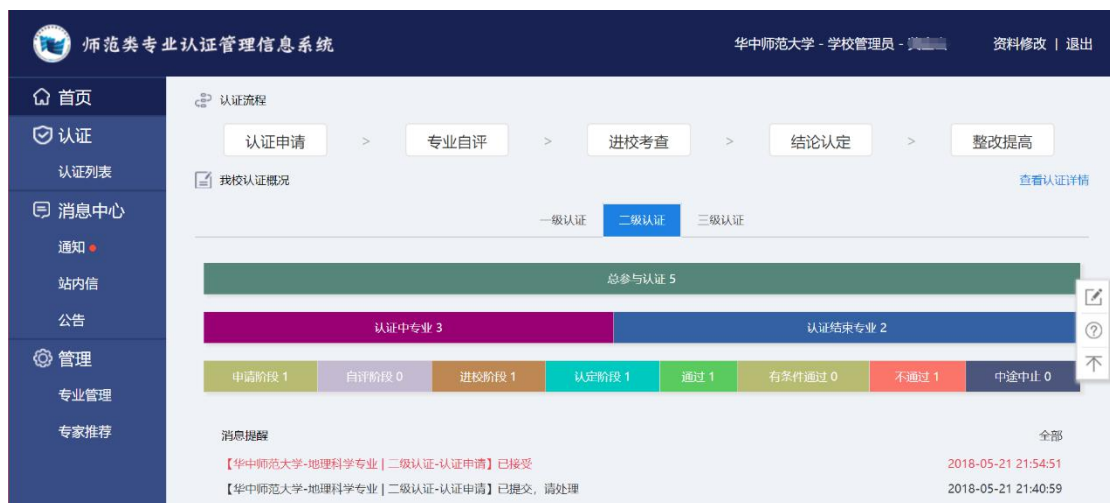 师范类专业认证管理信息系统
华中师范大学 - 学校管理员 -
资料修改 | 退出
首页
认证
认证列表
消息中心
通知
站内信
公告
管理
专业管理
专家推荐
认证流程
认证申请 > 专业自评 > 进校考查 > 结论认定 > 整改提高
我校认证概况
查看认证详情
一级认证 二级认证 三级认证
总参与认证 5
认证中专业 3 认证结束专业 2
申请阶段 1 自评阶段 0 进校阶段 1 认定阶段 1 通过 1 有条件通过 0 不通过 1 中途中止 0
消息提醒 全部
【华中师范大学-地理科学专业 | 二级认证-认证申请】已接受 2018-05-21 21:54:51
【华中师范大学-地理科学专业 | 二级认证-认证申请】已提交，请处理 2018-05-21 21:40:59